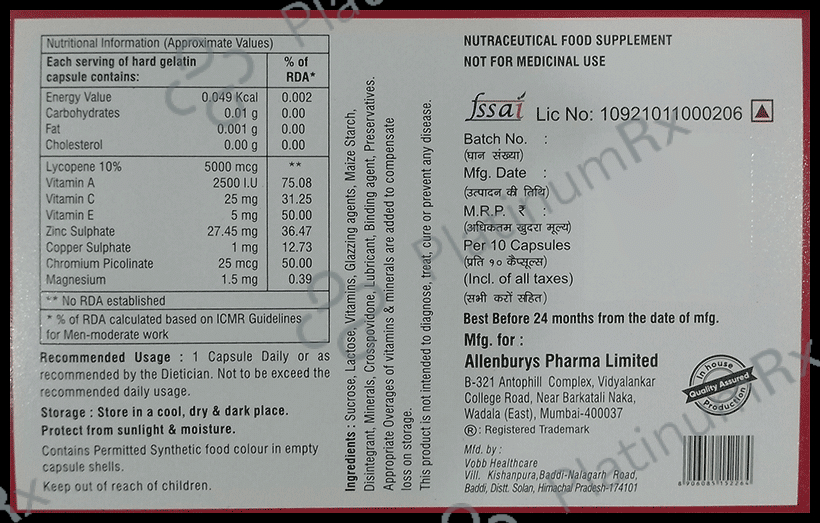 Nutritional Information (Approximate Values)
Each serving of hard gelatin capsule contains: % of RDA*
Energy Value 0.049 Kcal 0.002
Carbohydrates 0.01 g 0.00
Fat 0.001 g 0.00
Cholesterol 0.00 g 0.00
Lycopene 10% 5000 mcg **
Vitamin A 2500 I.U 75.08
Vitamin C 25 mg 31.25
Vitamin E 5 mg 50.00
Zinc Sulphate 27.45 mg 36.47
Copper Sulphate 1 mg 12.73
Chromium Picolinate 25 mcg 50.00
Magnesium 1.5 mg 0.39
** No RDA established
* % of RDA calculated based on ICMR Guidelines
for Men-moderate work
Recommended Usage : 1 Capsule Daily or as
recommended by the Dietician. Not to be exceed the
recommended daily usage.
Storage : Store in a cool, dry & dark place.
Protect from sunlight & moisture.
Contains Permitted Synthetic food colour in empty
capsule shells.
Keep out of reach of children.
Ingredients : Sucrose, Lactose, Vitamins, Glazzing agents, Maize Starch,
Disintegrant, Minerals, Crosspovidone, Lubricant, Binding agent, Preservatives.
Appropriate Overages of vitamins & minerals are added to compensate
loss on storage.
This product is not intended to diagnose, treat, cure or prevent any disease.
NUTRACEUTICAL FOOD SUPPLEMENT
NOT FOR MEDICINAL USE
fssai Lic No: 10921011000206
Batch No. :
(घान संख्या)
Mfg. Date :
(उत्पादन की तिथि)
M.R.P. ₹ :
(अधिकतम खुदरा मूल्य)
Per 10 Capsules
(प्रति १० कैप्सूल्स)
(Incl. of all taxes)
(सभी करों सहित)
Best Before 24 months from the date of mfg.
Mfg. for :
Allenburys Pharma Limited
B-321 Antophill Complex, Vidyalankar
College Road, Near Barkatali Naka,
Wadala (East), Mumbai-400037
® : Registered Trademark
In house
Quality Assured
Production
Mfd. by :
Vobb Healthcare
Vill. Kishanpura,Baddi-Nalagarh Road,
Baddi, Distt. Solan, Himachal Pradesh-174101
8 906085 152264
PlatinumRx
PlatinumRx
PlatinumRx